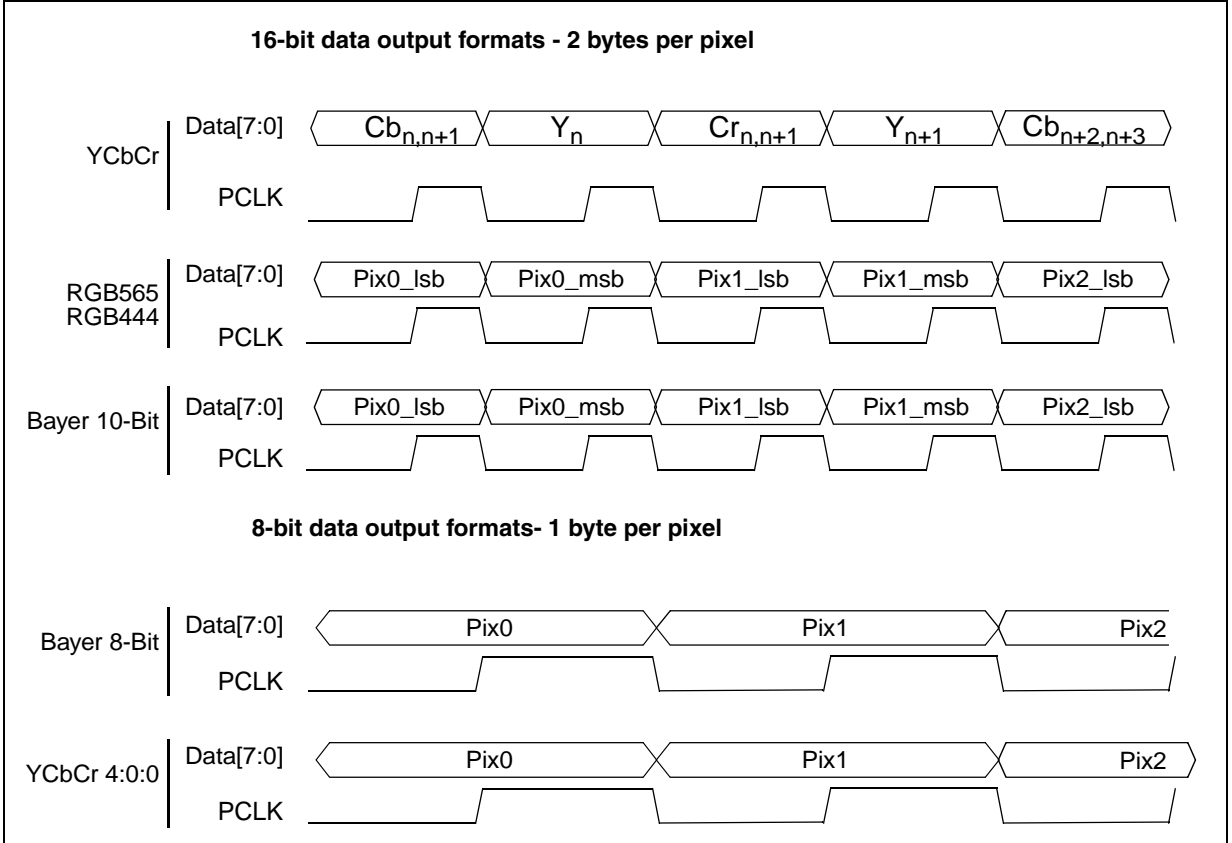 16-bit data output formats - 2 bytes per pixel
YCbCr
Data[7:0]
Cbn,n+1
Yn
Crn,n+1
Yn+1
Cbn+2,n+3
PCLK
RGB565
RGB444
Data[7:0]
Pix0_lsb
Pix0_msb
Pix1_lsb
Pix1_msb
Pix2_lsb
PCLK
Bayer 10-Bit
Data[7:0]
Pix0_lsb
Pix0_msb
Pix1_lsb
Pix1_msb
Pix2_lsb
PCLK
8-bit data output formats- 1 byte per pixel
Bayer 8-Bit
Data[7:0]
Pix0
Pix1
Pix2
PCLK
YCbCr 4:0:0
Data[7:0]
Pix0
Pix1
Pix2
PCLK